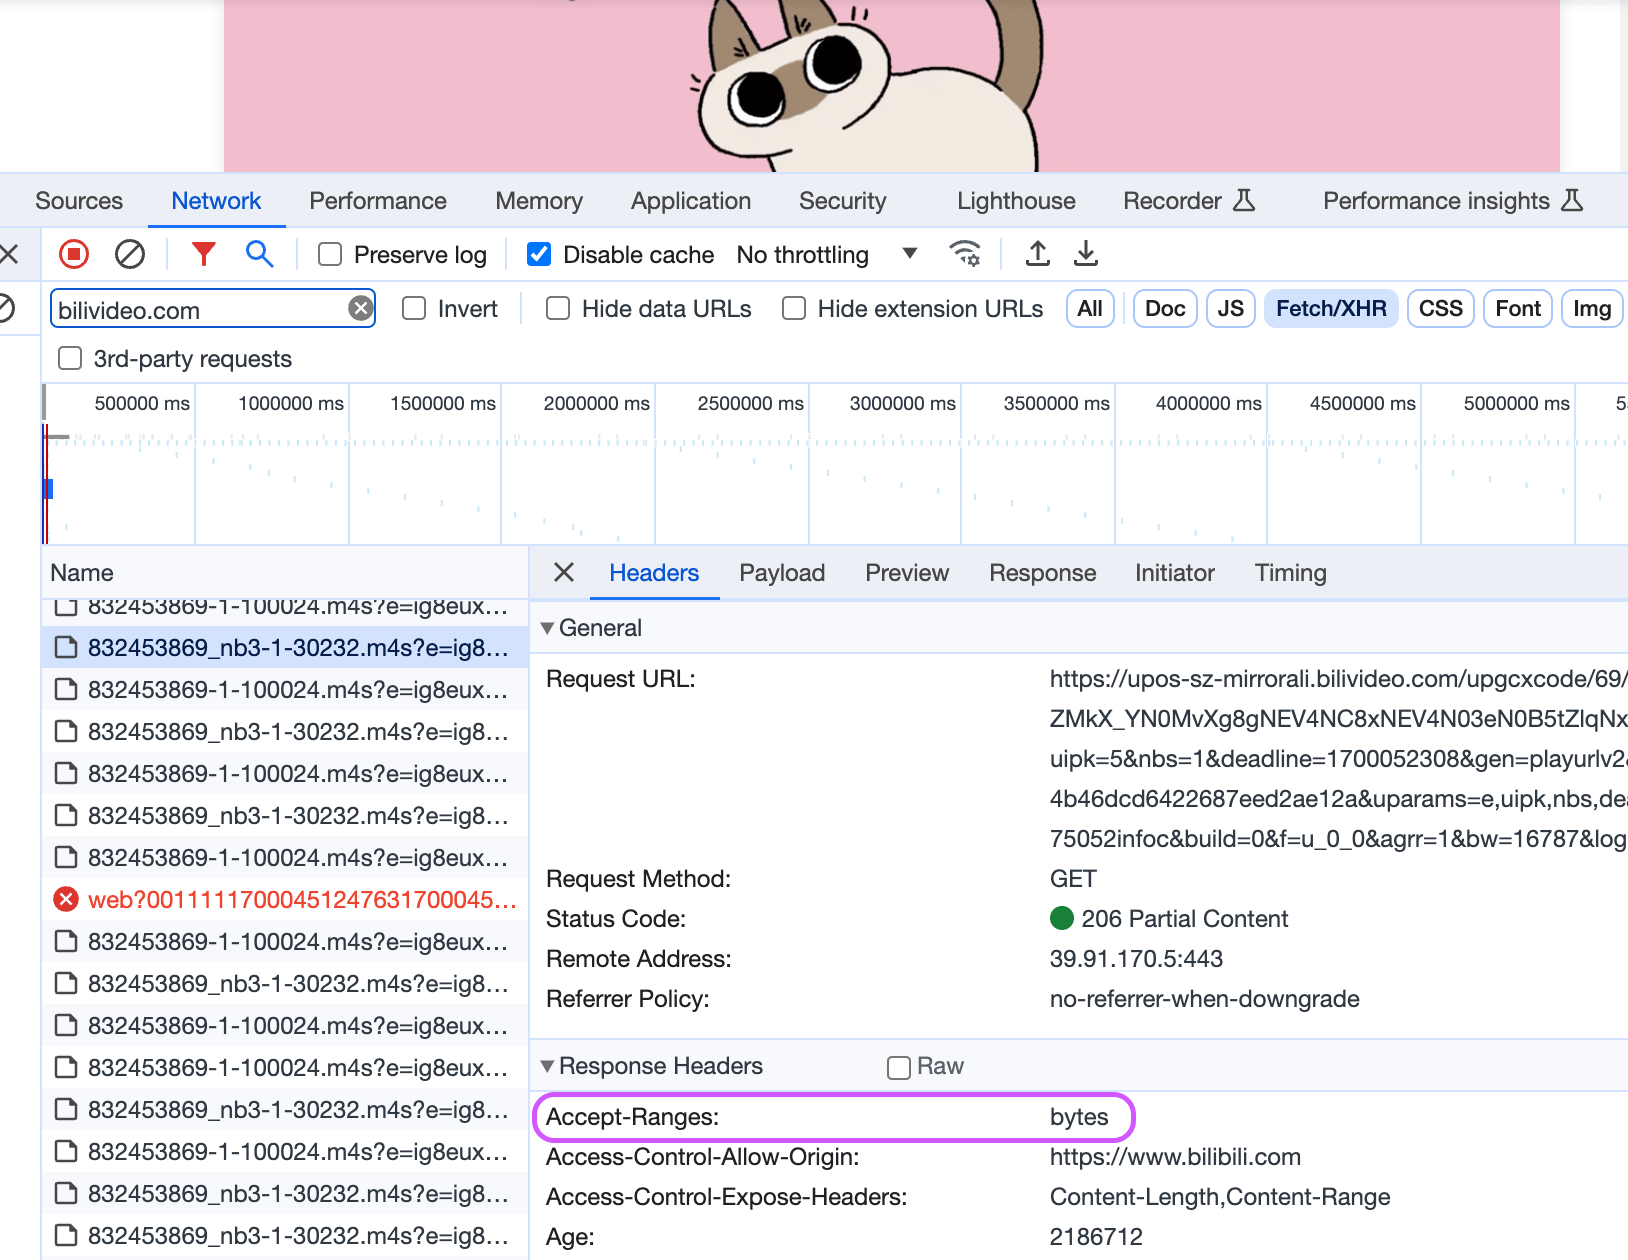 Sources Network Performance Memory Application Security Lighthouse Recorder Performance insights
Preserve log Disable cache No throttling
bilivideo.com Invert Hide data URLs Hide extension URLs All Doc JS Fetch/XHR CSS Font Img
3rd-party requests
500000 ms 1000000 ms 1500000 ms 2000000 ms 2500000 ms 3000000 ms 3500000 ms 4000000 ms 4500000 ms 5000000 ms 5
Name Headers Payload Preview Response Initiator Timing
832453869-1-100024.m4s?e=ig8eux...
General
832453869_nb3-1-30232.m4s?e=ig8...
Request URL: https://upos-sz-mirrorali.bilivideo.com/upgcxcode/69/
832453869-1-100024.m4s?e=ig8eux...
ZMkX_YN0MvXg8gNEV4NC8xNEV4N03eN0B5tZlqNx
832453869_nb3-1-30232.m4s?e=ig8...
uipk=5&nbs=1&deadline=1700052308&gen=playurlv2&
832453869-1-100024.m4s?e=ig8eux...
4b46dcd6422687eed2ae12a&uparams=e,uipk,nbs,dea
832453869_nb3-1-30232.m4s?e=ig8...
75052infoc&build=0&f=u_0_0&agrr=1&bw=16787&log
832453869-1-100024.m4s?e=ig8eux...
Request Method: GET
web?00111117000451247631700045...
Status Code: 206 Partial Content
832453869-1-100024.m4s?e=ig8eux...
Remote Address: 39.91.170.5:443
832453869_nb3-1-30232.m4s?e=ig8...
Referrer Policy: no-referrer-when-downgrade
832453869-1-100024.m4s?e=ig8eux...
832453869-1-100024.m4s?e=ig8eux...
Response Headers Raw
832453869_nb3-1-30232.m4s?e=ig8...
Accept-Ranges: bytes
832453869-1-100024.m4s?e=ig8eux...
Access-Control-Allow-Origin: https://www.bilibili.com
832453869_nb3-1-30232.m4s?e=ig8...
Access-Control-Expose-Headers: Content-Length,Content-Range
832453869_nb3-1-30232.m4s?e=ig8...
Age: 2186712